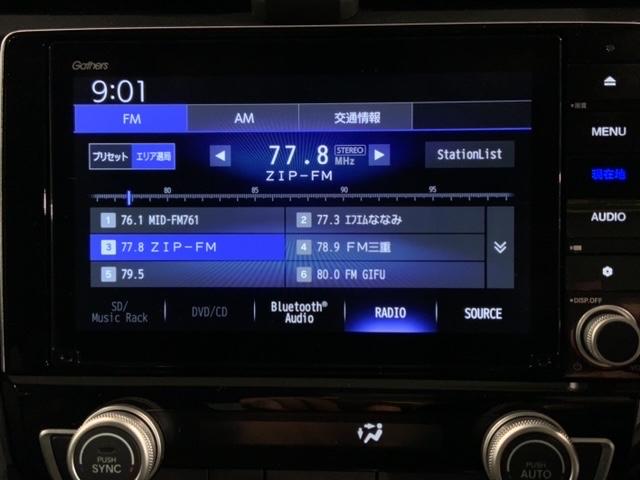 Gathers
9:01
FM AM 交通情報
プリセット エリア選局 77.8 STEREO MHz StationList
ZIP-FM
80 85 90 95
1 76.1 MID-FM761 2 77.3 エフエムななみ
3 77.8 ZIP-FM 4 78.9 FM三重
5 79.5 6 80.0 FM GIFU
SD/
Music Rack
DVD/CD
Bluetooth®
Audio
RADIO
SOURCE
MENU
現在地
AUDIO
DISP.OFF
PUSH
SYNC
PUSH
AUTO